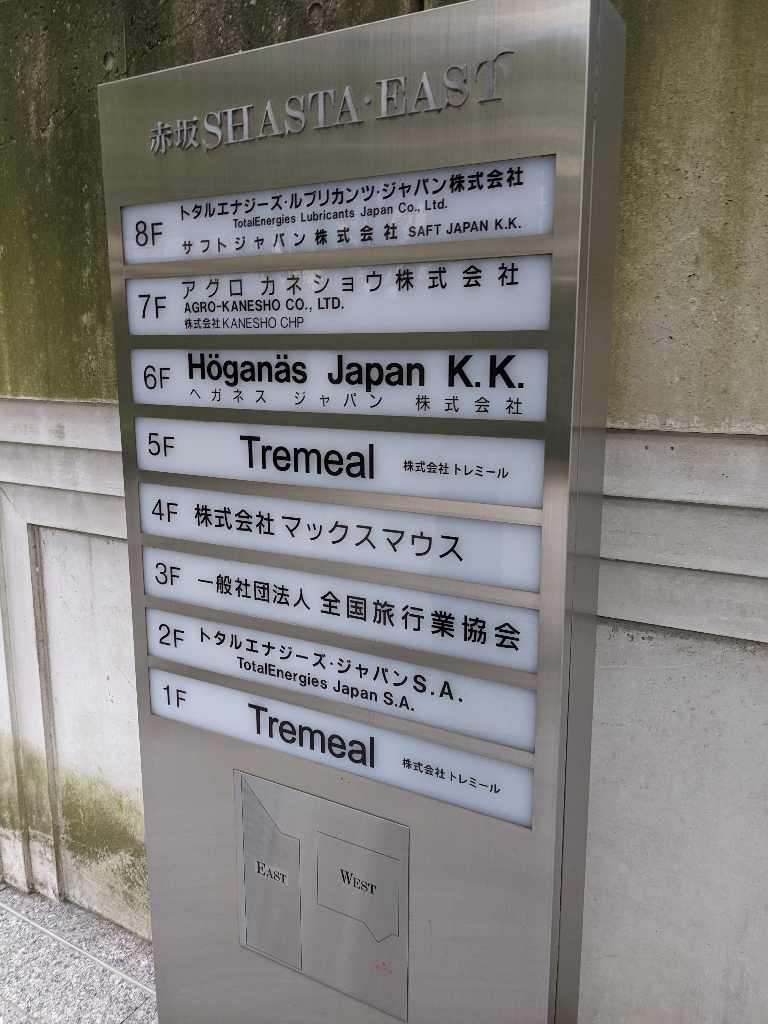 赤坂SHASTA·EAST
8F
トタルエナジーズ・ルブリカンツ・ジャパン株式会社
TotalEnergies Lubricants Japan Co., Ltd.
サフトジャパン株式会社 SAFT JAPAN K.K.
7F
アグロ カネショウ株式会社
AGRO-KANESHO CO., LTD.
株式会社KANESHO CHP
6F
Höganäs Japan K.K.
ヘガネス ジャパン 株式会社
5F Tremeal 株式会社トレミール
4F 株式会社マックスマウス
3F 一般社団法人 全国旅行業協会
2F
トタルエナジーズ・ジャパンS.A.
TotalEnergies Japan S.A.
1F Tremeal 株式会社トレミール
EAST
WEST